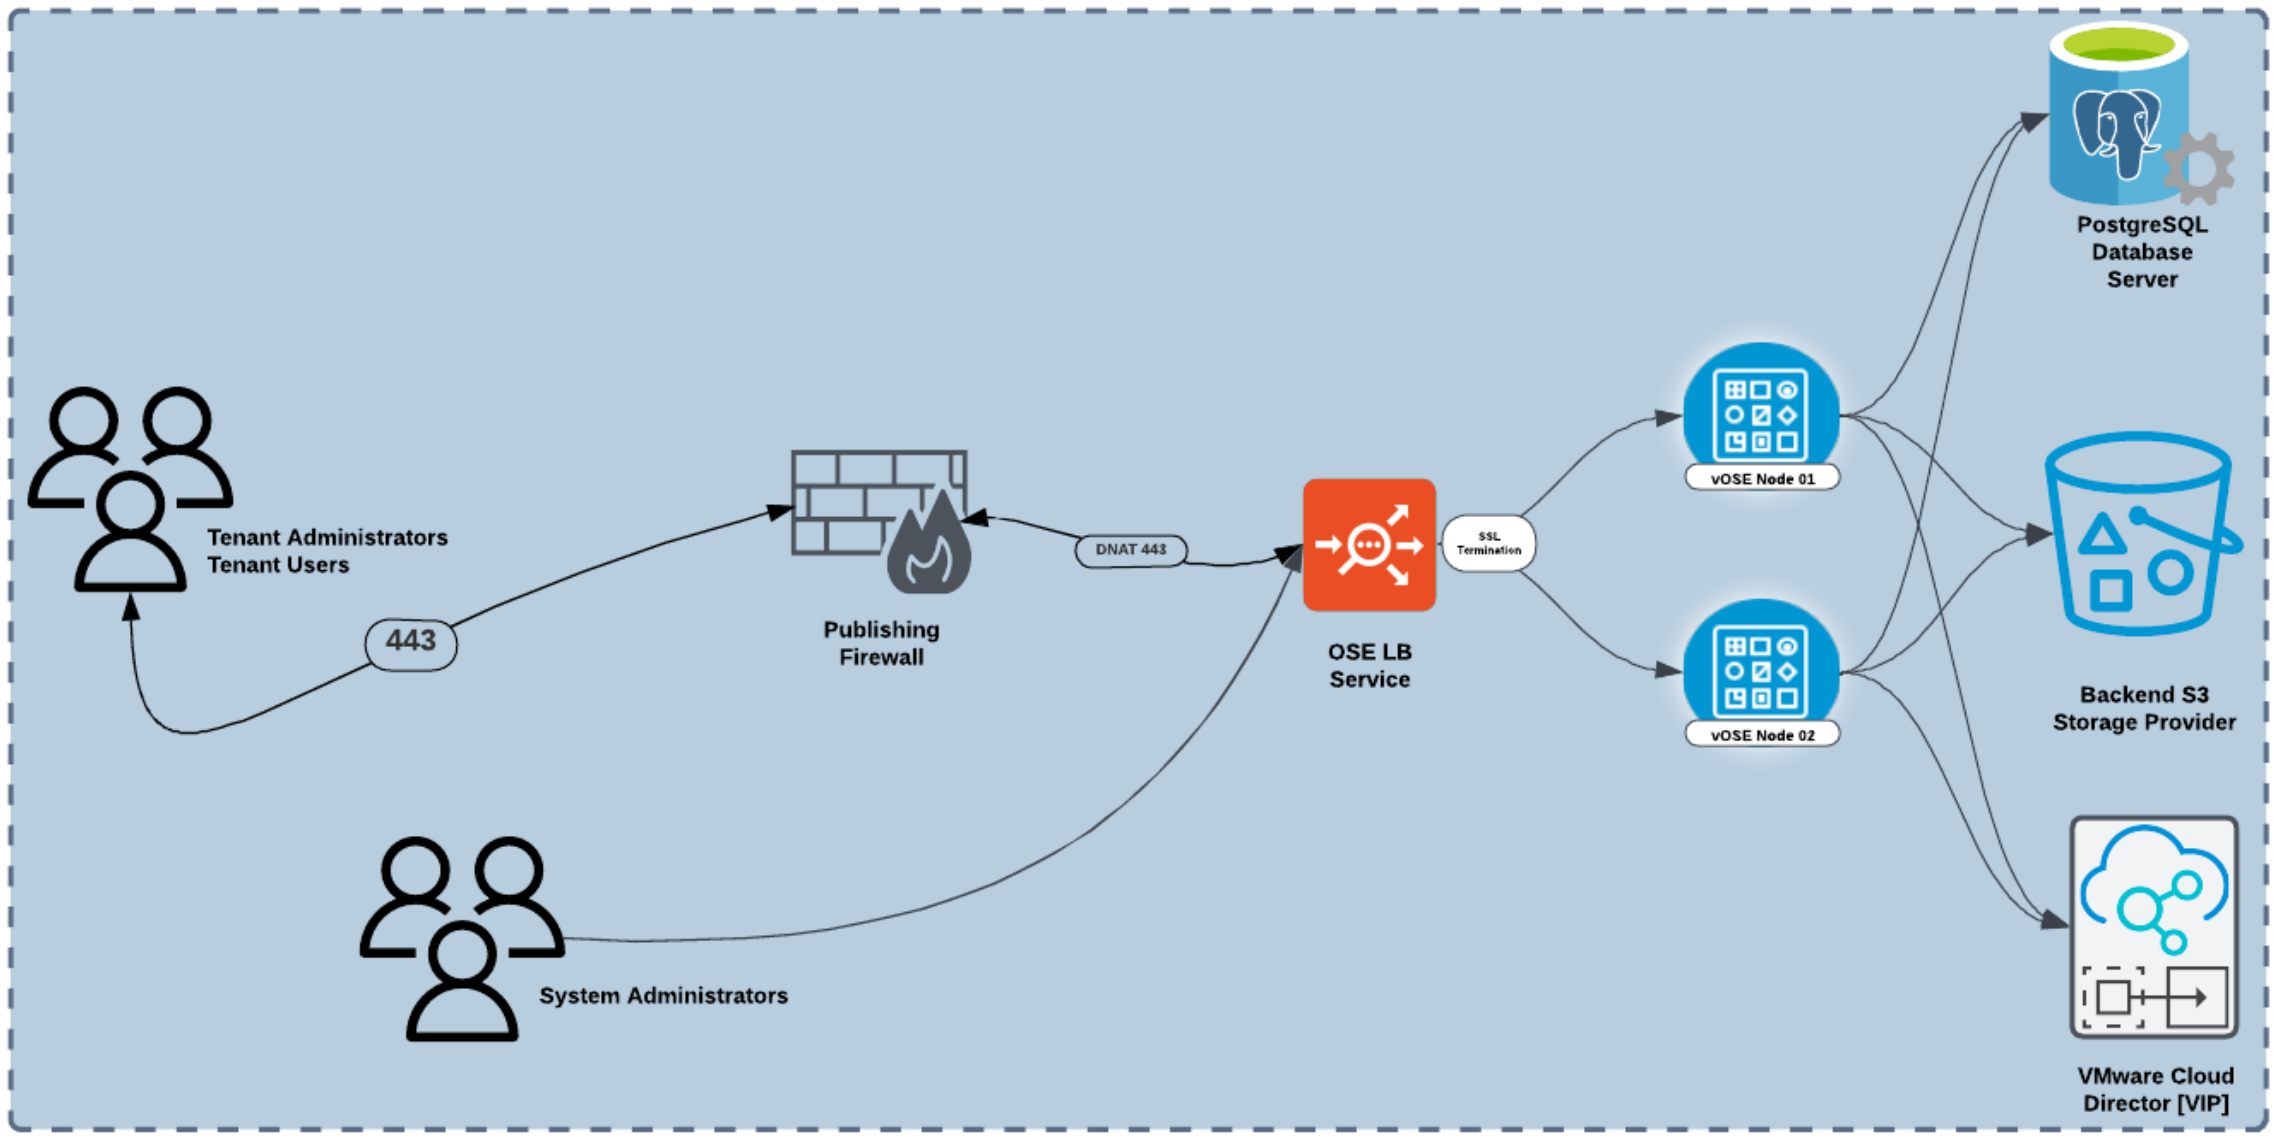 Tenant Administrators
Tenant Users
443
Publishing
Firewall
DNAT 443
OSE LB
Service
SSL
Termination
vOSE Node 01
vOSE Node 02
System Administrators
PostgreSQL
Database
Server
Backend S3
Storage Provider
VMware Cloud
Director [VIP]